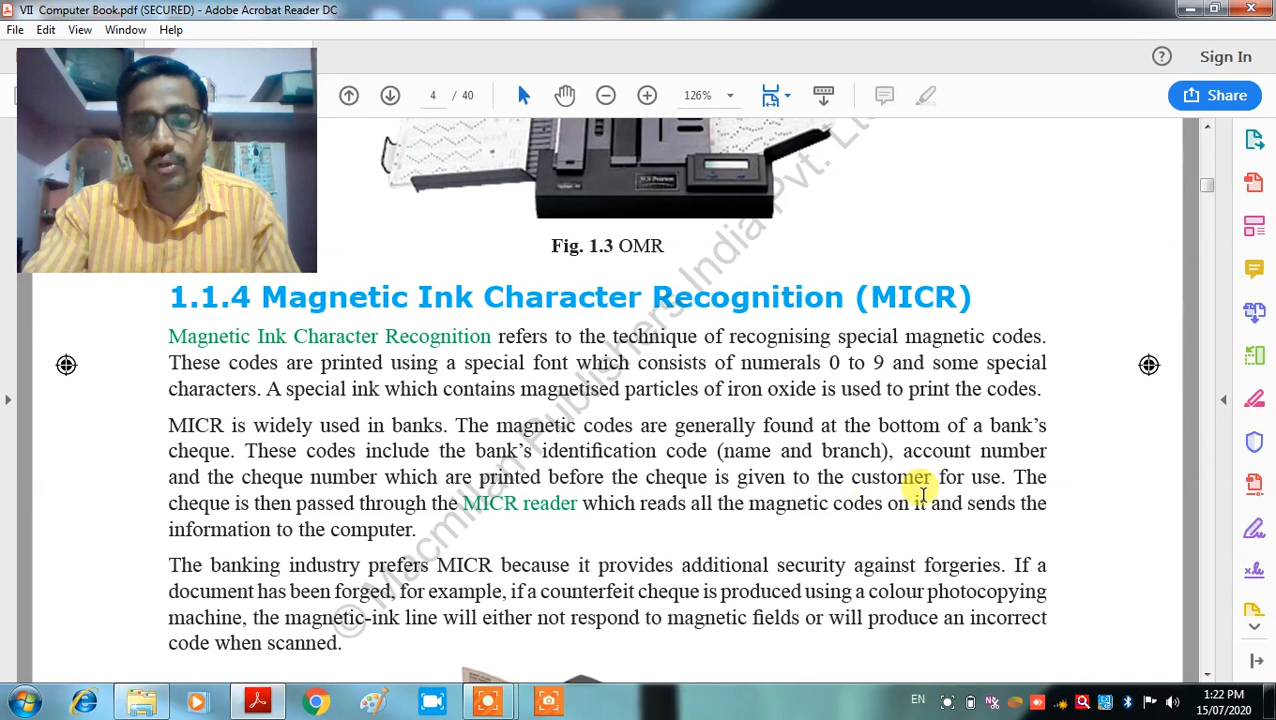 VII Computer Book.pdf (SECURED) - Adobe Acrobat Reader DC
File Edit View Window Help
Sign In
4 / 40
126%
Share
Fig. 1.3 OMR
1.1.4 Magnetic Ink Character Recognition (MICR)
Magnetic Ink Character Recognition refers to the technique of recognising special magnetic codes.
These codes are printed using a special font which consists of numerals 0 to 9 and some special
characters. A special ink which contains magnetised particles of iron oxide is used to print the codes.
MICR is widely used in banks. The magnetic codes are generally found at the bottom of a bank's
cheque. These codes include the bank's identification code (name and branch), account number
and the cheque number which are printed before the cheque is given to the customer for use. The
cheque is then passed through the MICR reader which reads all the magnetic codes on it and sends the
information to the computer.
The banking industry prefers MICR because it provides additional security against forgeries. If a
document has been forged, for example, if a counterfeit cheque is produced using a colour photocopying
machine, the magnetic-ink line will either not respond to magnetic fields or will produce an incorrect
code when scanned.
© Macmillan Publishers India Pvt. Lt
EN
1:22 PM
15/07/2020